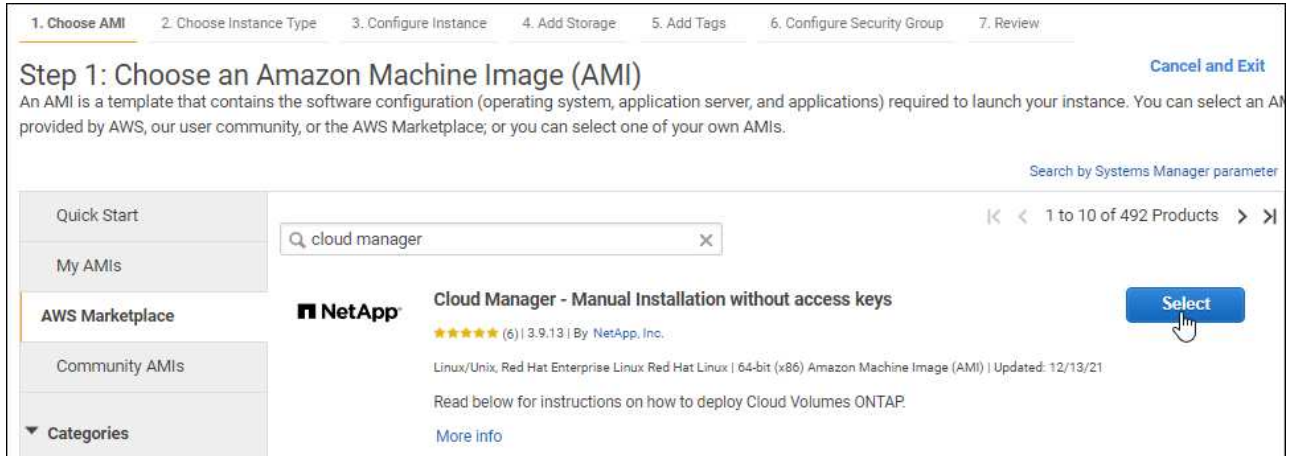 1. Choose AMI 2. Choose Instance Type 3. Configure Instance 4. Add Storage 5. Add Tags 6. Configure Security Group 7. Review
Step 1: Choose an Amazon Machine Image (AMI)
Cancel and Exit
An AMI is a template that contains the software configuration (operating system, application server, and applications) required to launch your instance. You can select an
provided by AWS, our user community, or the AWS Marketplace; or you can select one of your own AMIs.
Search by Systems Manager parameter
Quick Start
My AMIs
AWS Marketplace
Community AMIs
Categories
cloud manager
1 to 10 of 492 Products
NetApp
Cloud Manager - Manual Installation without access keys
(6) | 3.9.13 | By NetApp, Inc.
Linux/Unix, Red Hat Enterprise Linux Red Hat Linux | 64-bit (x86) Amazon Machine Image (AMI) | Updated: 12/13/21
Read below for instructions on how to deploy Cloud Volumes ONTAP.
More info
Select